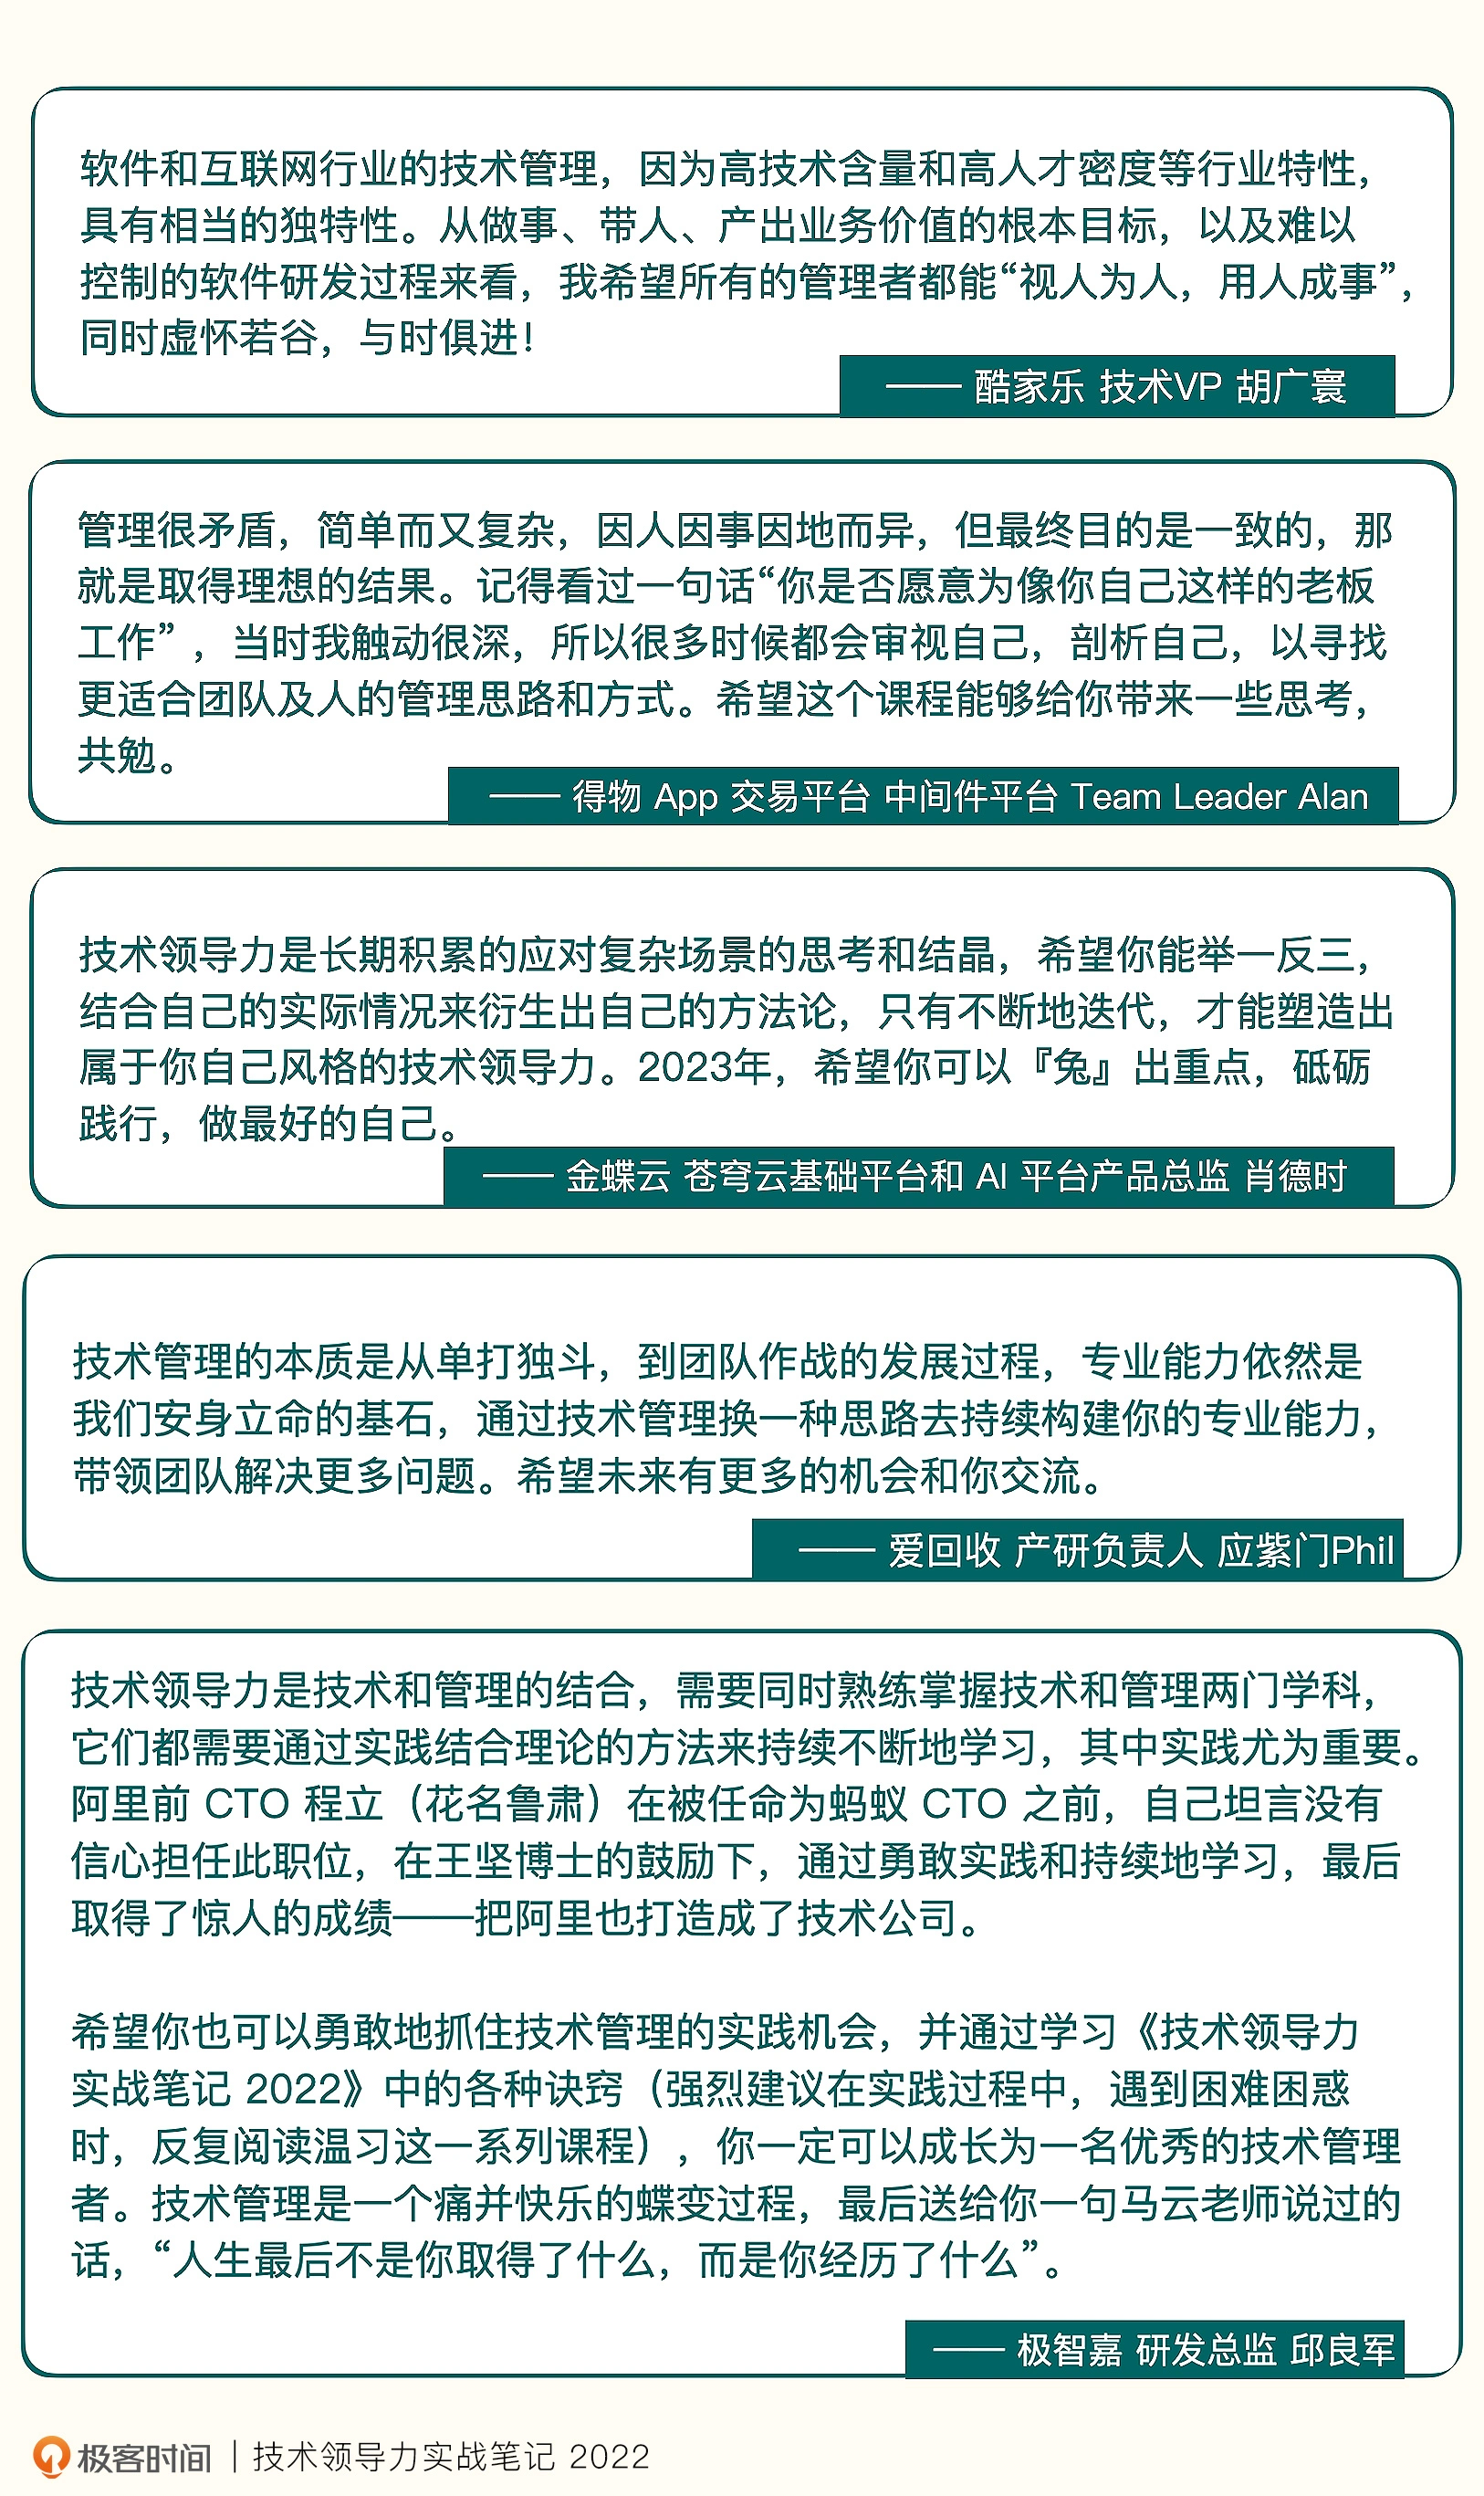 软件和互联网行业的技术管理，因为高技术含量和高人才密度等行业特性，
具有相当的独特性。从做事、带人、产出业务价值的根本目标，以及难以
控制的软件研发过程来看，我希望所有的管理者都能“视人为人，用人成事”，
同时虚怀若谷，与时俱进！
—— 酷家乐 技术VP 胡广寰
管理很矛盾，简单而又复杂，因人因事因地而异，但最终目的是一致的，那
就是取得理想的结果。记得看过一句话“你是否愿意为像你自己这样的老板
工作” ，当时我触动很深，所以很多时候都会审视自己，剖析自己，以寻找
更适合团队及人的管理思路和方式。希望这个课程能够给你带来一些思考，
共勉。
—— 得物 App 交易平台 中间件平台 Team Leader Alan
技术领导力是长期积累的应对复杂场景的思考和结晶，希望你能举一反三，
结合自己的实际情况来衍生出自己的方法论，只有不断地迭代，才能塑造出
属于你自己风格的技术领导力。2023年，希望你可以『兔』出重点，砥砺
践行，做最好的自己。
—— 金蝶云 苍穹云基础平台和 AI 平台产品总监 肖德时
技术管理的本质是从单打独斗，到团队作战的发展过程，专业能力依然是
我们安身立命的基石，通过技术管理换一种思路去持续构建你的专业能力，
带领团队解决更多问题。希望未来有更多的机会和你交流。
—— 爱回收 产研负责人 应紫门Phil
技术领导力是技术和管理的结合，需要同时熟练掌握技术和管理两门学科，
它们都需要通过实践结合理论的方法来持续不断地学习，其中实践尤为重要。
阿里前 CTO 程立（花名鲁肃）在被任命为蚂蚁 CTO 之前，自己坦言没有
信心担任此职位，在王坚博士的鼓励下，通过勇敢实践和持续地学习，最后
取得了惊人的成绩——把阿里也打造成了技术公司。
希望你也可以勇敢地抓住技术管理的实践机会，并通过学习《技术领导力
实战笔记 2022》中的各种诀窍（强烈建议在实践过程中，遇到困难困惑
时，反复阅读温习这一系列课程），你一定可以成长为一名优秀的技术管理
者。技术管理是一个痛并快乐的蝶变过程，最后送给你一句马云老师说过的
话，“人生最后不是你取得了什么，而是你经历了什么”。
—— 极智嘉 研发总监 邱良军
极客时间 | 技术领导力实战笔记 2022